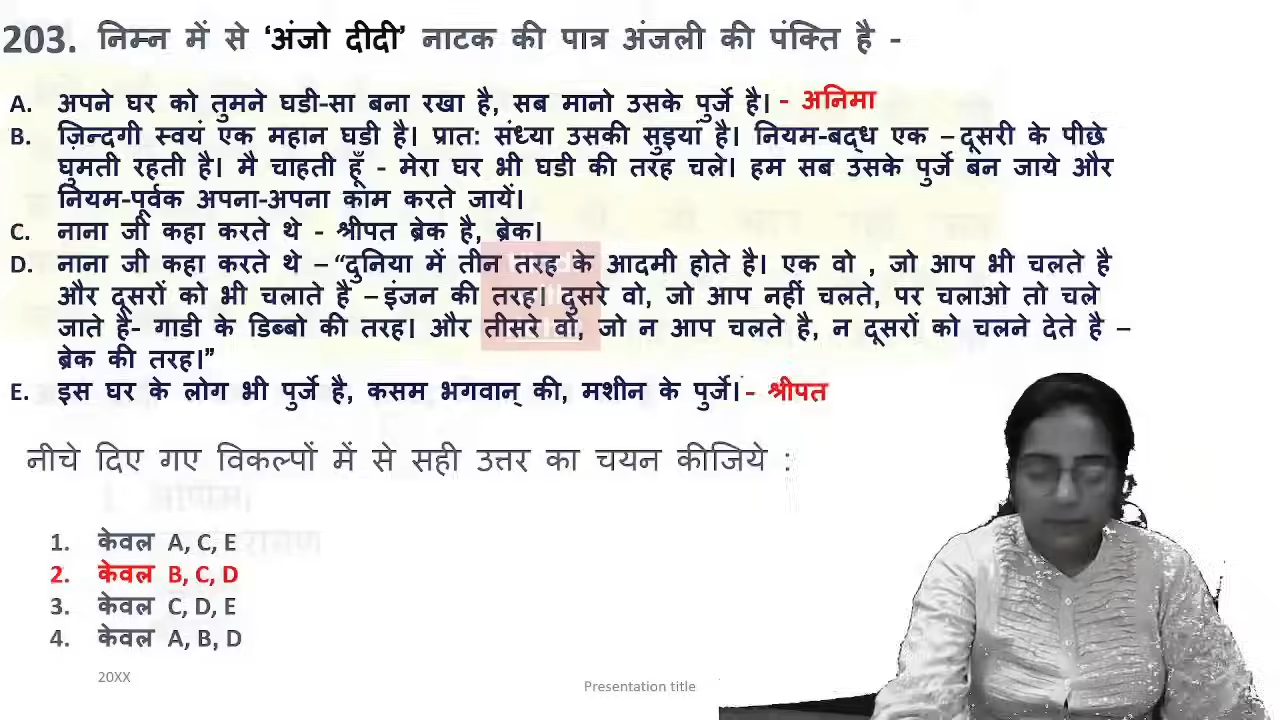 203. निम्न में से ‘अंजो दीदी’ नाटक की पात्र अंजली की पंक्ति है -
A. अपने घर को तुमने घडी-सा बना रखा है, सब मानो उसके पुर्जे है। - अनिमा
B. ज़िन्दगी स्वयं एक महान घडी है। प्रात: संध्या उसकी सुइयां है। नियम-बद्ध एक – दूसरी के पीछे
घुमती रहती है। मै चाहती हूँ - मेरा घर भी घडी की तरह चले। हम सब उसके पुर्जे बन जाये और
नियम-पूर्वक अपना-अपना काम करते जायें।
C. नाना जी कहा करते थे - श्रीपत ब्रेक है, ब्रेक।
D. नाना जी कहा करते थे – “दुनिया में तीन तरह के आदमी होते है। एक वो , जो आप भी चलते है
और दूसरों को भी चलाते है – इंजन की तरह। दुसरे वो, जो आप नहीं चलते, पर चलाओ तो चले
जाते है- गाडी के डिब्बो की तरह। और तीसरे वो, जो न आप चलते है, न दूसरों को चलने देते है –
ब्रेक की तरह।”
E. इस घर के लोग भी पुर्जे है, कसम भगवान् की, मशीन के पुर्जे। - श्रीपत
नीचे दिए गए विकल्पों में से सही उत्तर का चयन कीजिये :
1. केवल A, C, E
2. केवल B, C, D
3. केवल C, D, E
4. केवल A, B, D
20XX
Presentation title